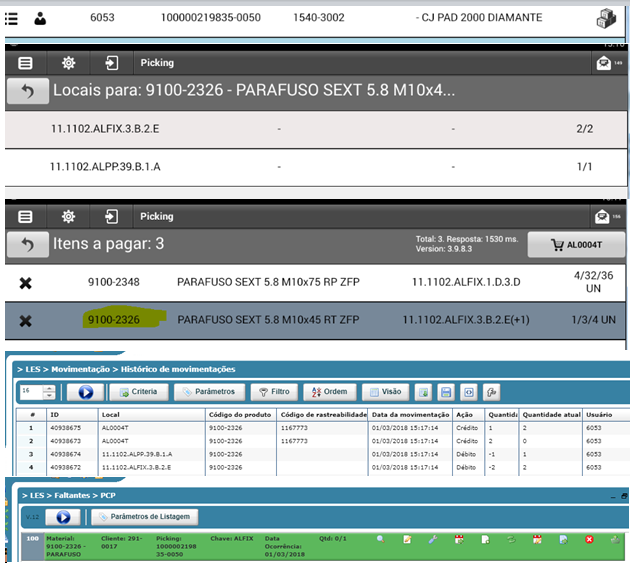 6053 100000219835-0050 1540-3002 - CJ PAD 2000 DIAMANTE
Picking 149
Locais para: 9100-2326 - PARAFUSO SEXT 5.8 M10x4...
11.1102.ALFIX.3.B.2.E - - 2/2
11.1102.ALPP.39.B.1.A - - 1/1
Picking 156
Itens a pagar: 3 Total: 3. Resposta: 1530 ms.
Version: 3.9.8.3 AL0004T
9100-2348 PARAFUSO SEXT 5.8 M10x75 RP ZFP 11.1102.ALFIX.1.D.3.D 4/32/36
UN
9100-2326 PARAFUSO SEXT 5.8 M10x45 RT ZFP 11.1102.ALFIX.3.B.2.E(+1) 1/3/4 UN
> LES > Movimentação > Histórico de movimentações
16 Criteria Parâmetros Filtro Ordem Visão
# ID Local Código do produto Código de rastreabilidade Data da movimentação Ação Quantida Quantidade atual Usuário
1 40938675 AL0004T 9100-2326 1167773 01/03/2018 15:17:14 Crédito 1 2 6053
2 40938673 AL0004T 9100-2326 1167773 01/03/2018 15:17:14 Crédito 2 0 6053
3 40938674 11.1102.ALPP.39.B.1.A 9100-2326 01/03/2018 15:17:14 Débito -1 1 6053
4 40938672 11.1102.ALFIX.3.B.2.E 9100-2326 01/03/2018 15:17:14 Débito -2 2 6053
> LES > Faltantes > PCP
V.12 Parâmetros de Listagem
100 Material: Cliente: 291- Picking: Chave: ALFIX Data Qtd: 0/1
9100-2326 - 0017 1000002198 Ocorrência:
PARAFUSO 35-0050 01/03/2018